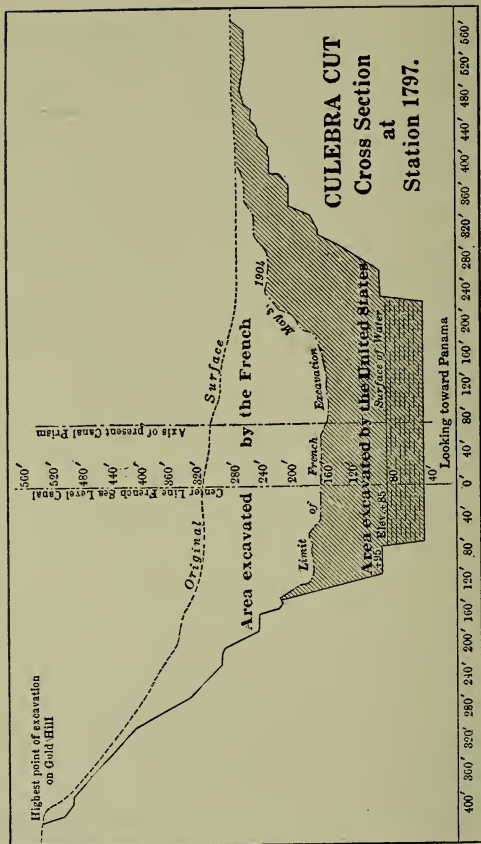 CULEBRA CUT
Cross Section
at
Station 1797.
Highest point of excavation
on Gold Hill
Original Surface
Center Line French Sea Level Canal
Axis of present Canal Prism
560' 520' 480' 440' 400' 360' 320' 280' 240' 200' 160' 120' 80' 40'
Area excavated by the French
Limit of French Excavation May 8, 1904
Area excavated by the United States
Surface of Water
+95 Elev.+85
Looking toward Panama
400' 360' 320' 280' 240' 200' 160' 120' 80' 40' 0' 40' 80' 120' 160' 200' 240' 280' 320' 360' 400' 440' 480' 520' 560'